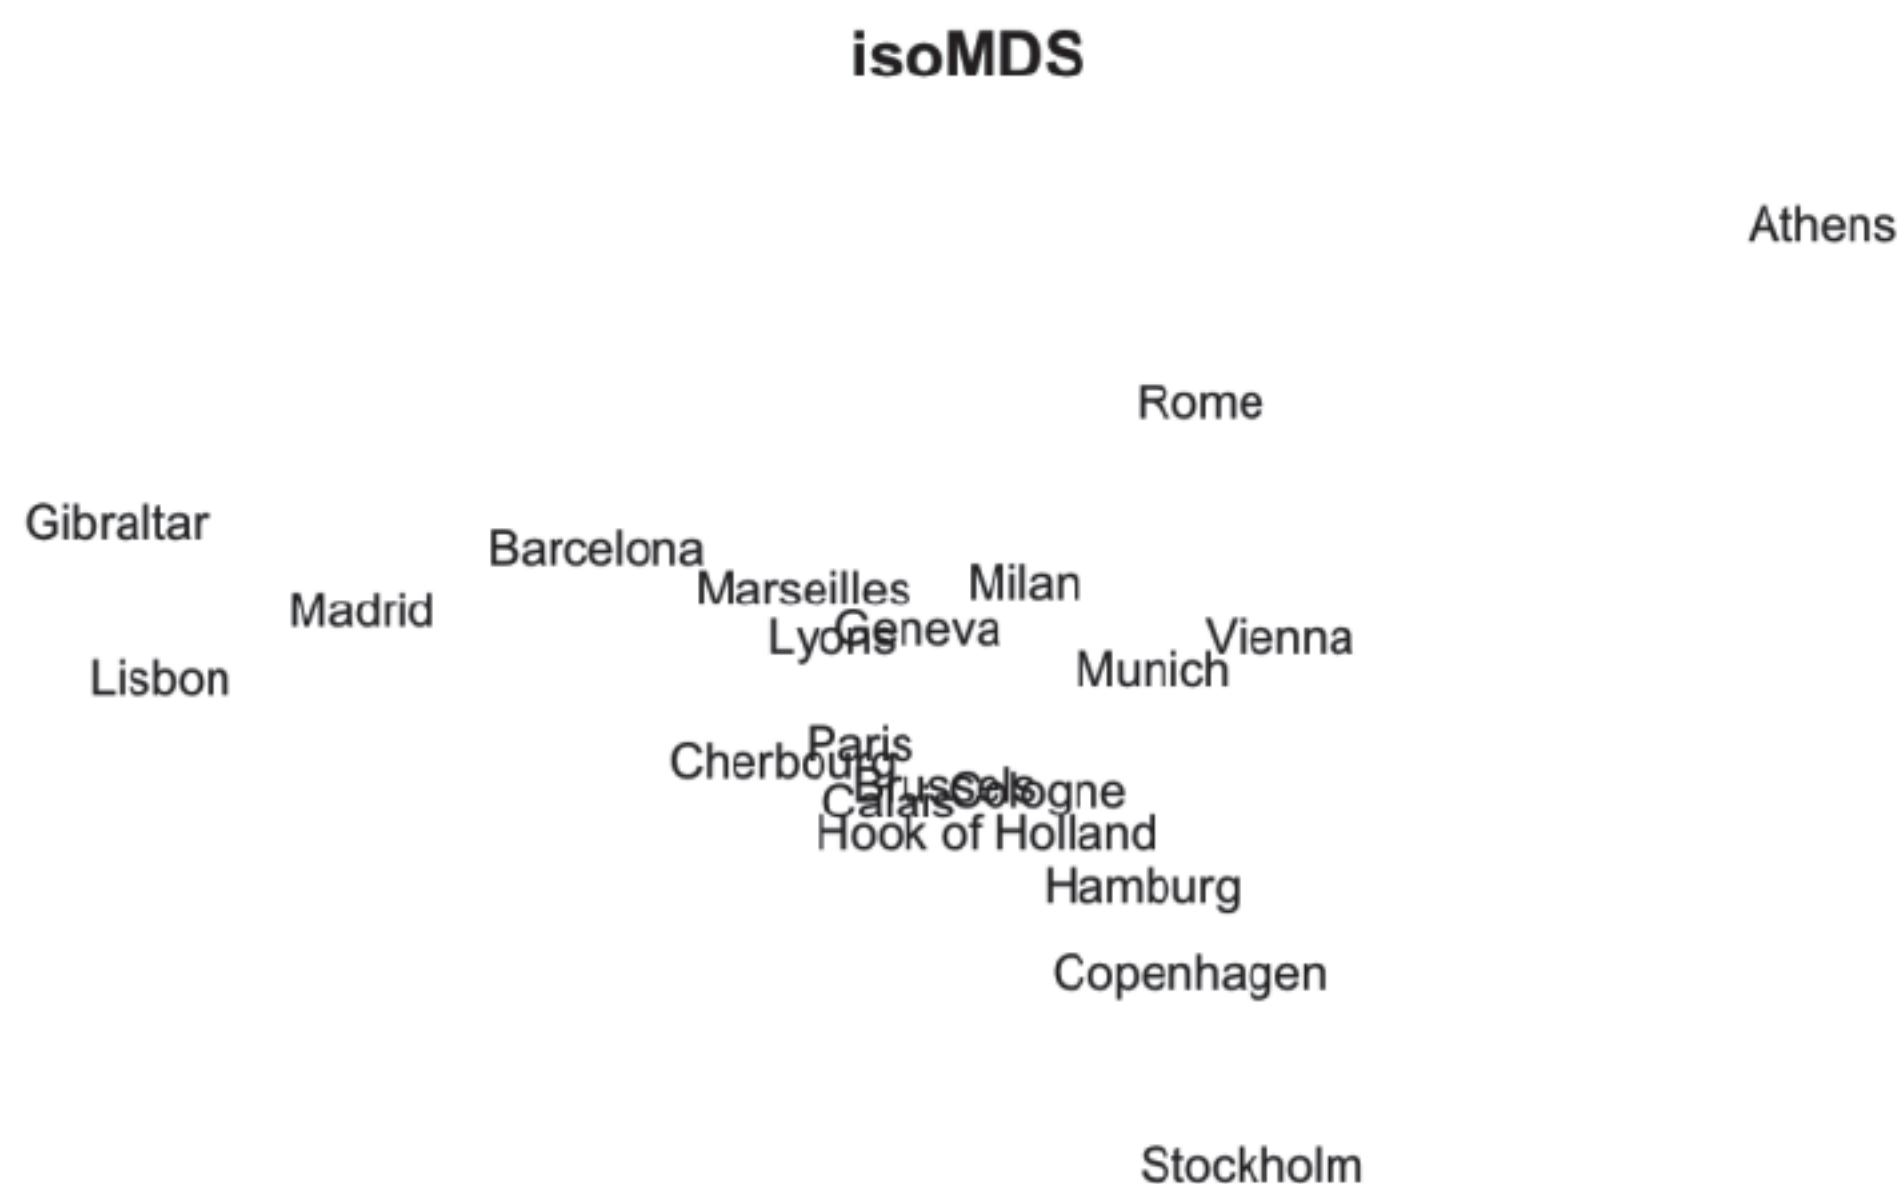 isoMDS
Athens
Rome
Gibraltar
Barcelona
Marseilles
Milan
Madrid
Geneva
Lyons
Vienna
Munich
Lisbon
Paris
Cherbourg
Brussels
Cologne
Calais
Hook of Holland
Hamburg
Copenhagen
Stockholm